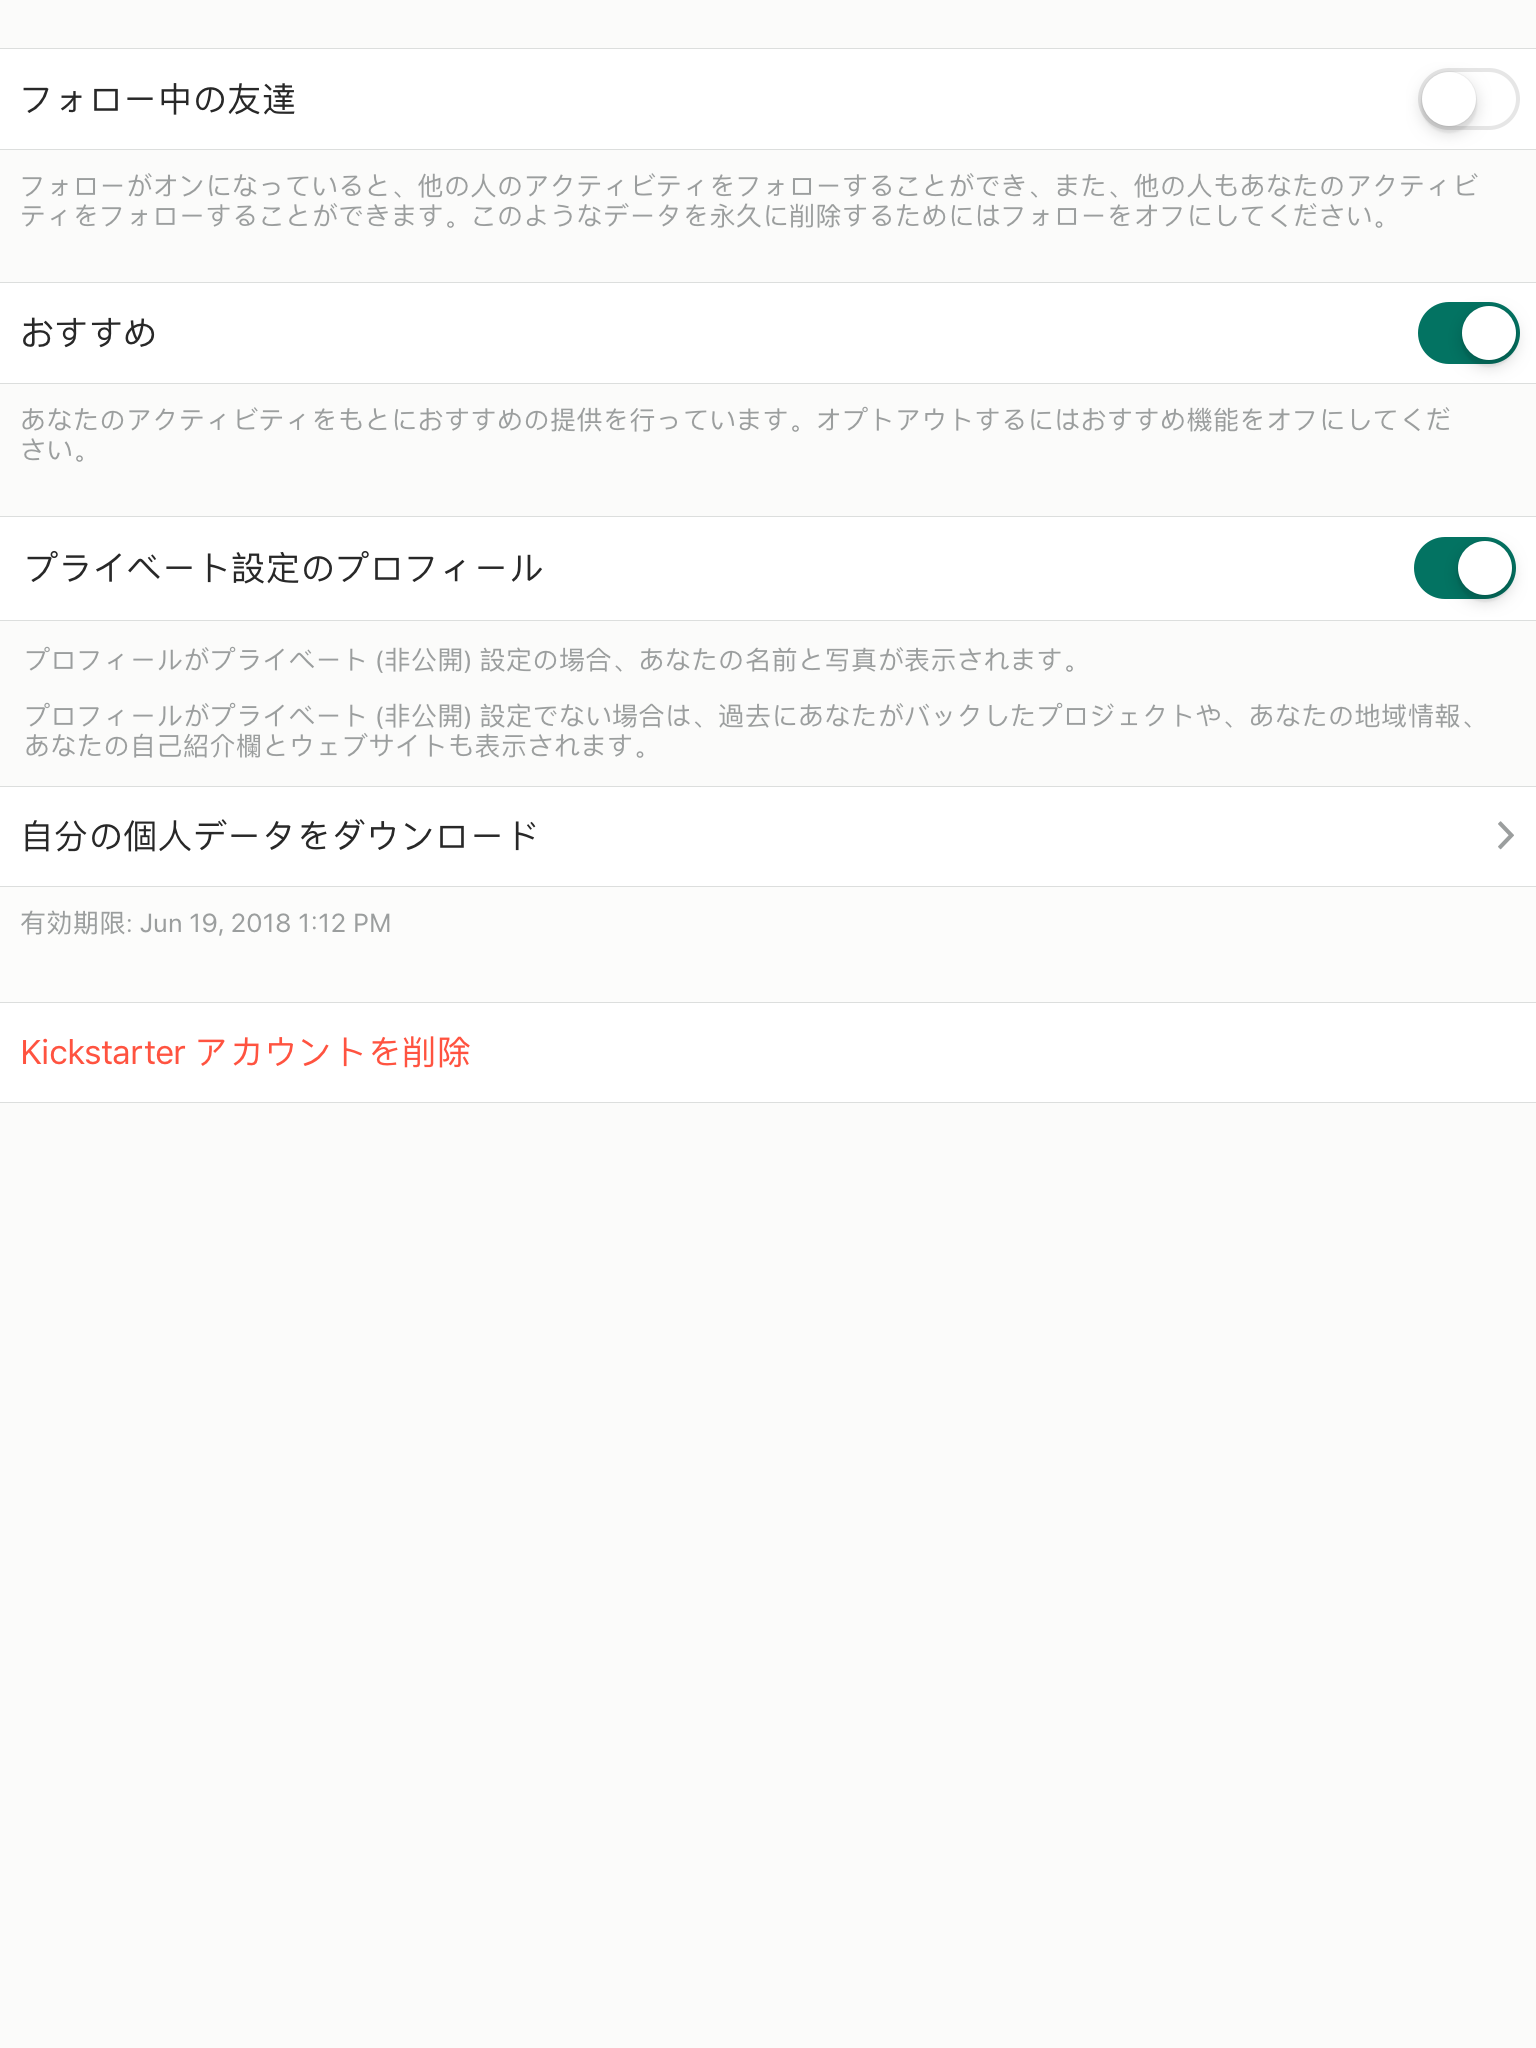 フォロー中の友達
フォローがオンになっていると、他の人のアクティビティをフォローすることができ、また、他の人もあなたのアクティビ
ティをフォローすることができます。このようなデータを永久に削除するためにはフォローをオフにしてください。
おすすめ
あなたのアクティビティをもとにおすすめの提供を行っています。オプトアウトするにはおすすめ機能をオフにしてくだ
さい。
プライベート設定のプロフィール
プロフィールがプライベート (非公開) 設定の場合、あなたの名前と写真が表示されます。
プロフィールがプライベート (非公開) 設定でない場合は、過去にあなたがバックしたプロジェクトや、あなたの地域情報、
あなたの自己紹介欄とウェブサイトも表示されます。
自分の個人データをダウンロード
有効期限: Jun 19, 2018 1:12 PM
Kickstarter アカウントを削除